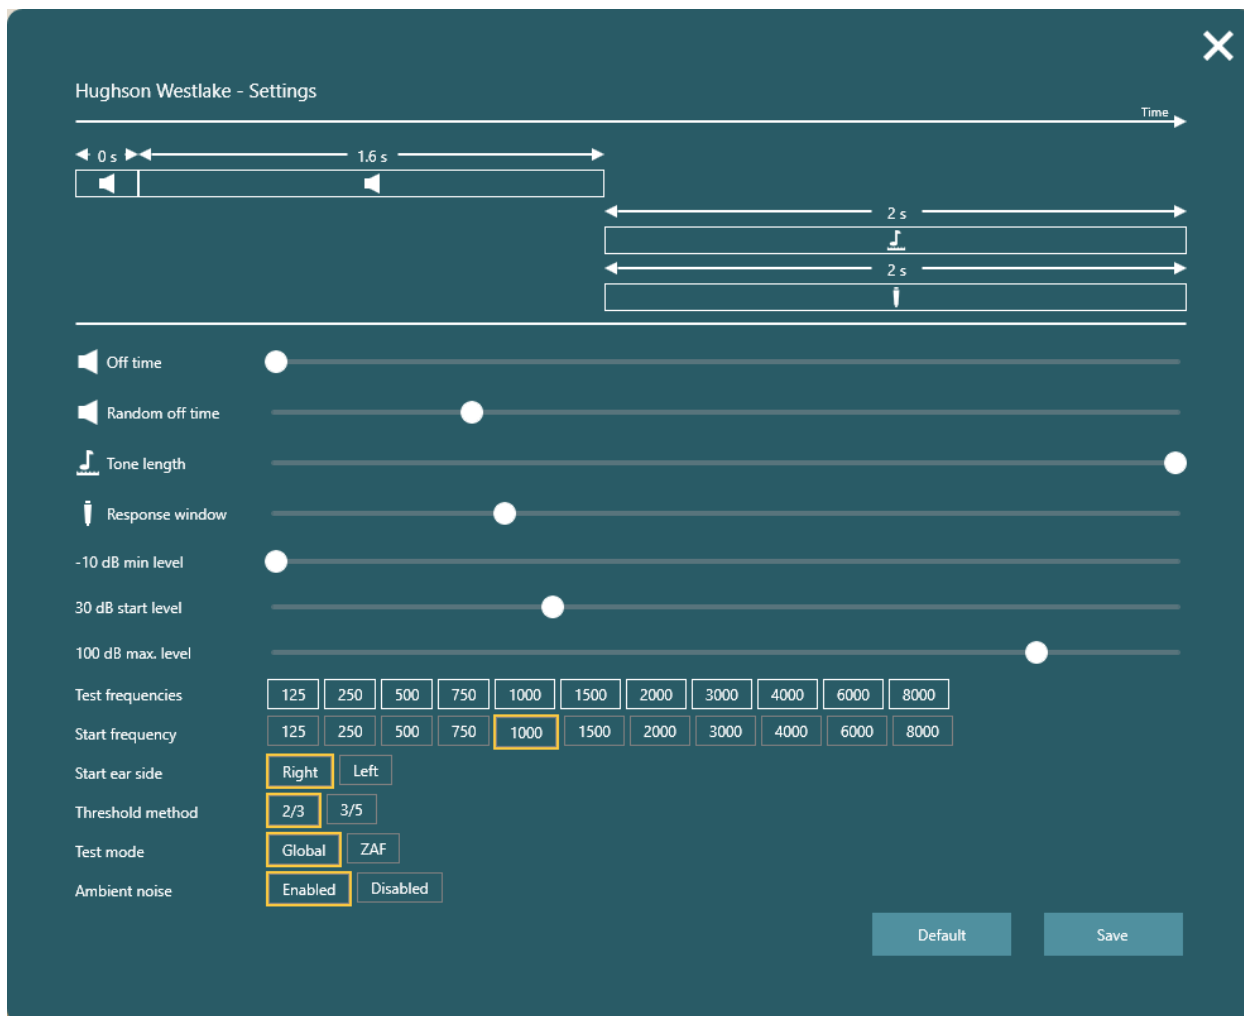 Hughson Westlake - Settings
Time
0 s 1.6 s
2 s
2 s
Off time
Random off time
Tone length
Response window
-10 dB min level
30 dB start level
100 dB max. level
Test frequencies 125 250 500 750 1000 1500 2000 3000 4000 6000 8000
Start frequency 125 250 500 750 1000 1500 2000 3000 4000 6000 8000
Start ear side Right Left
Threshold method 2/3 3/5
Test mode Global ZAF
Ambient noise Enabled Disabled
Default Save